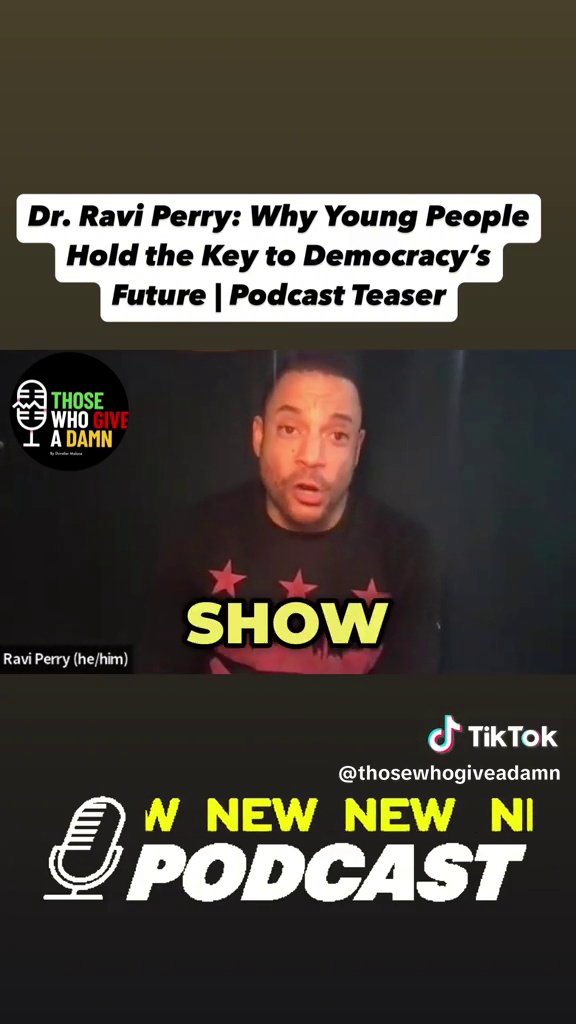 Dr. Ravi Perry: Why Young People
Hold the Key to Democracy's
Future | Podcast Teaser
THOSE
WHO GIVE
A DAMN
SHOW
Ravi Perry (he/him)
TikTok
@thosewhogiveadamn
W NEW NEW NI
PODCAST